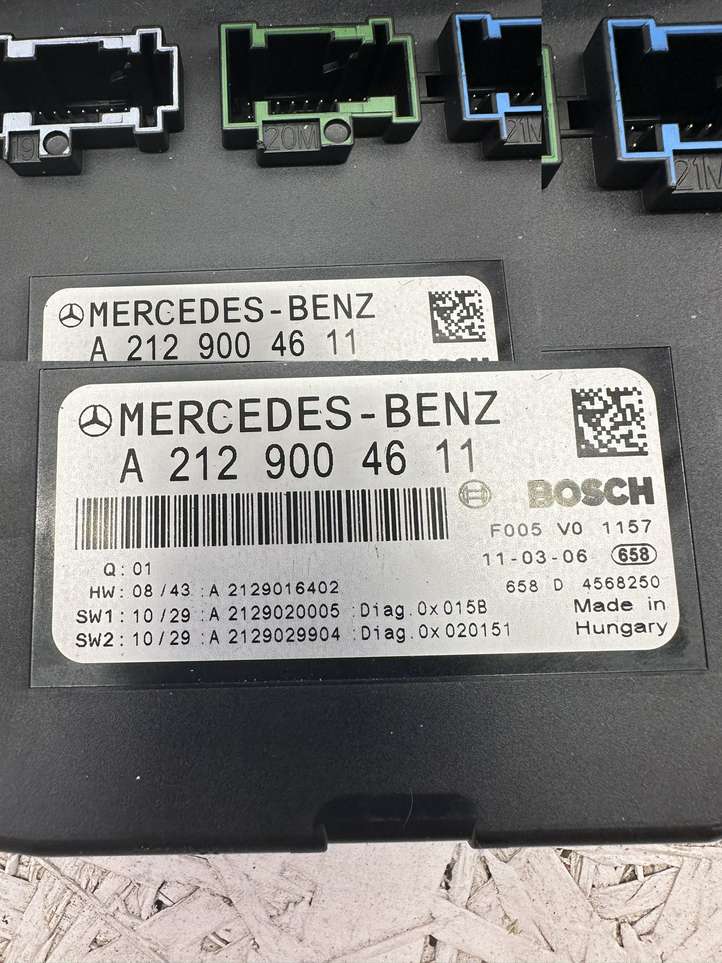 19
20M
21M
21M
MERCEDES-BENZ
A 212 900 46 11
MERCEDES-BENZ
A 212 900 46 11
BOSCH
F005 V0 1157
Q: 01
11-03-06 658
HW: 08/43 :A 2129016402
658 D 4568250
SW1: 10/29 :A 2129020005 :Diag.0x015B
Made in
SW2: 10/29 :A 2129029904 :Diag.0x020151
Hungary